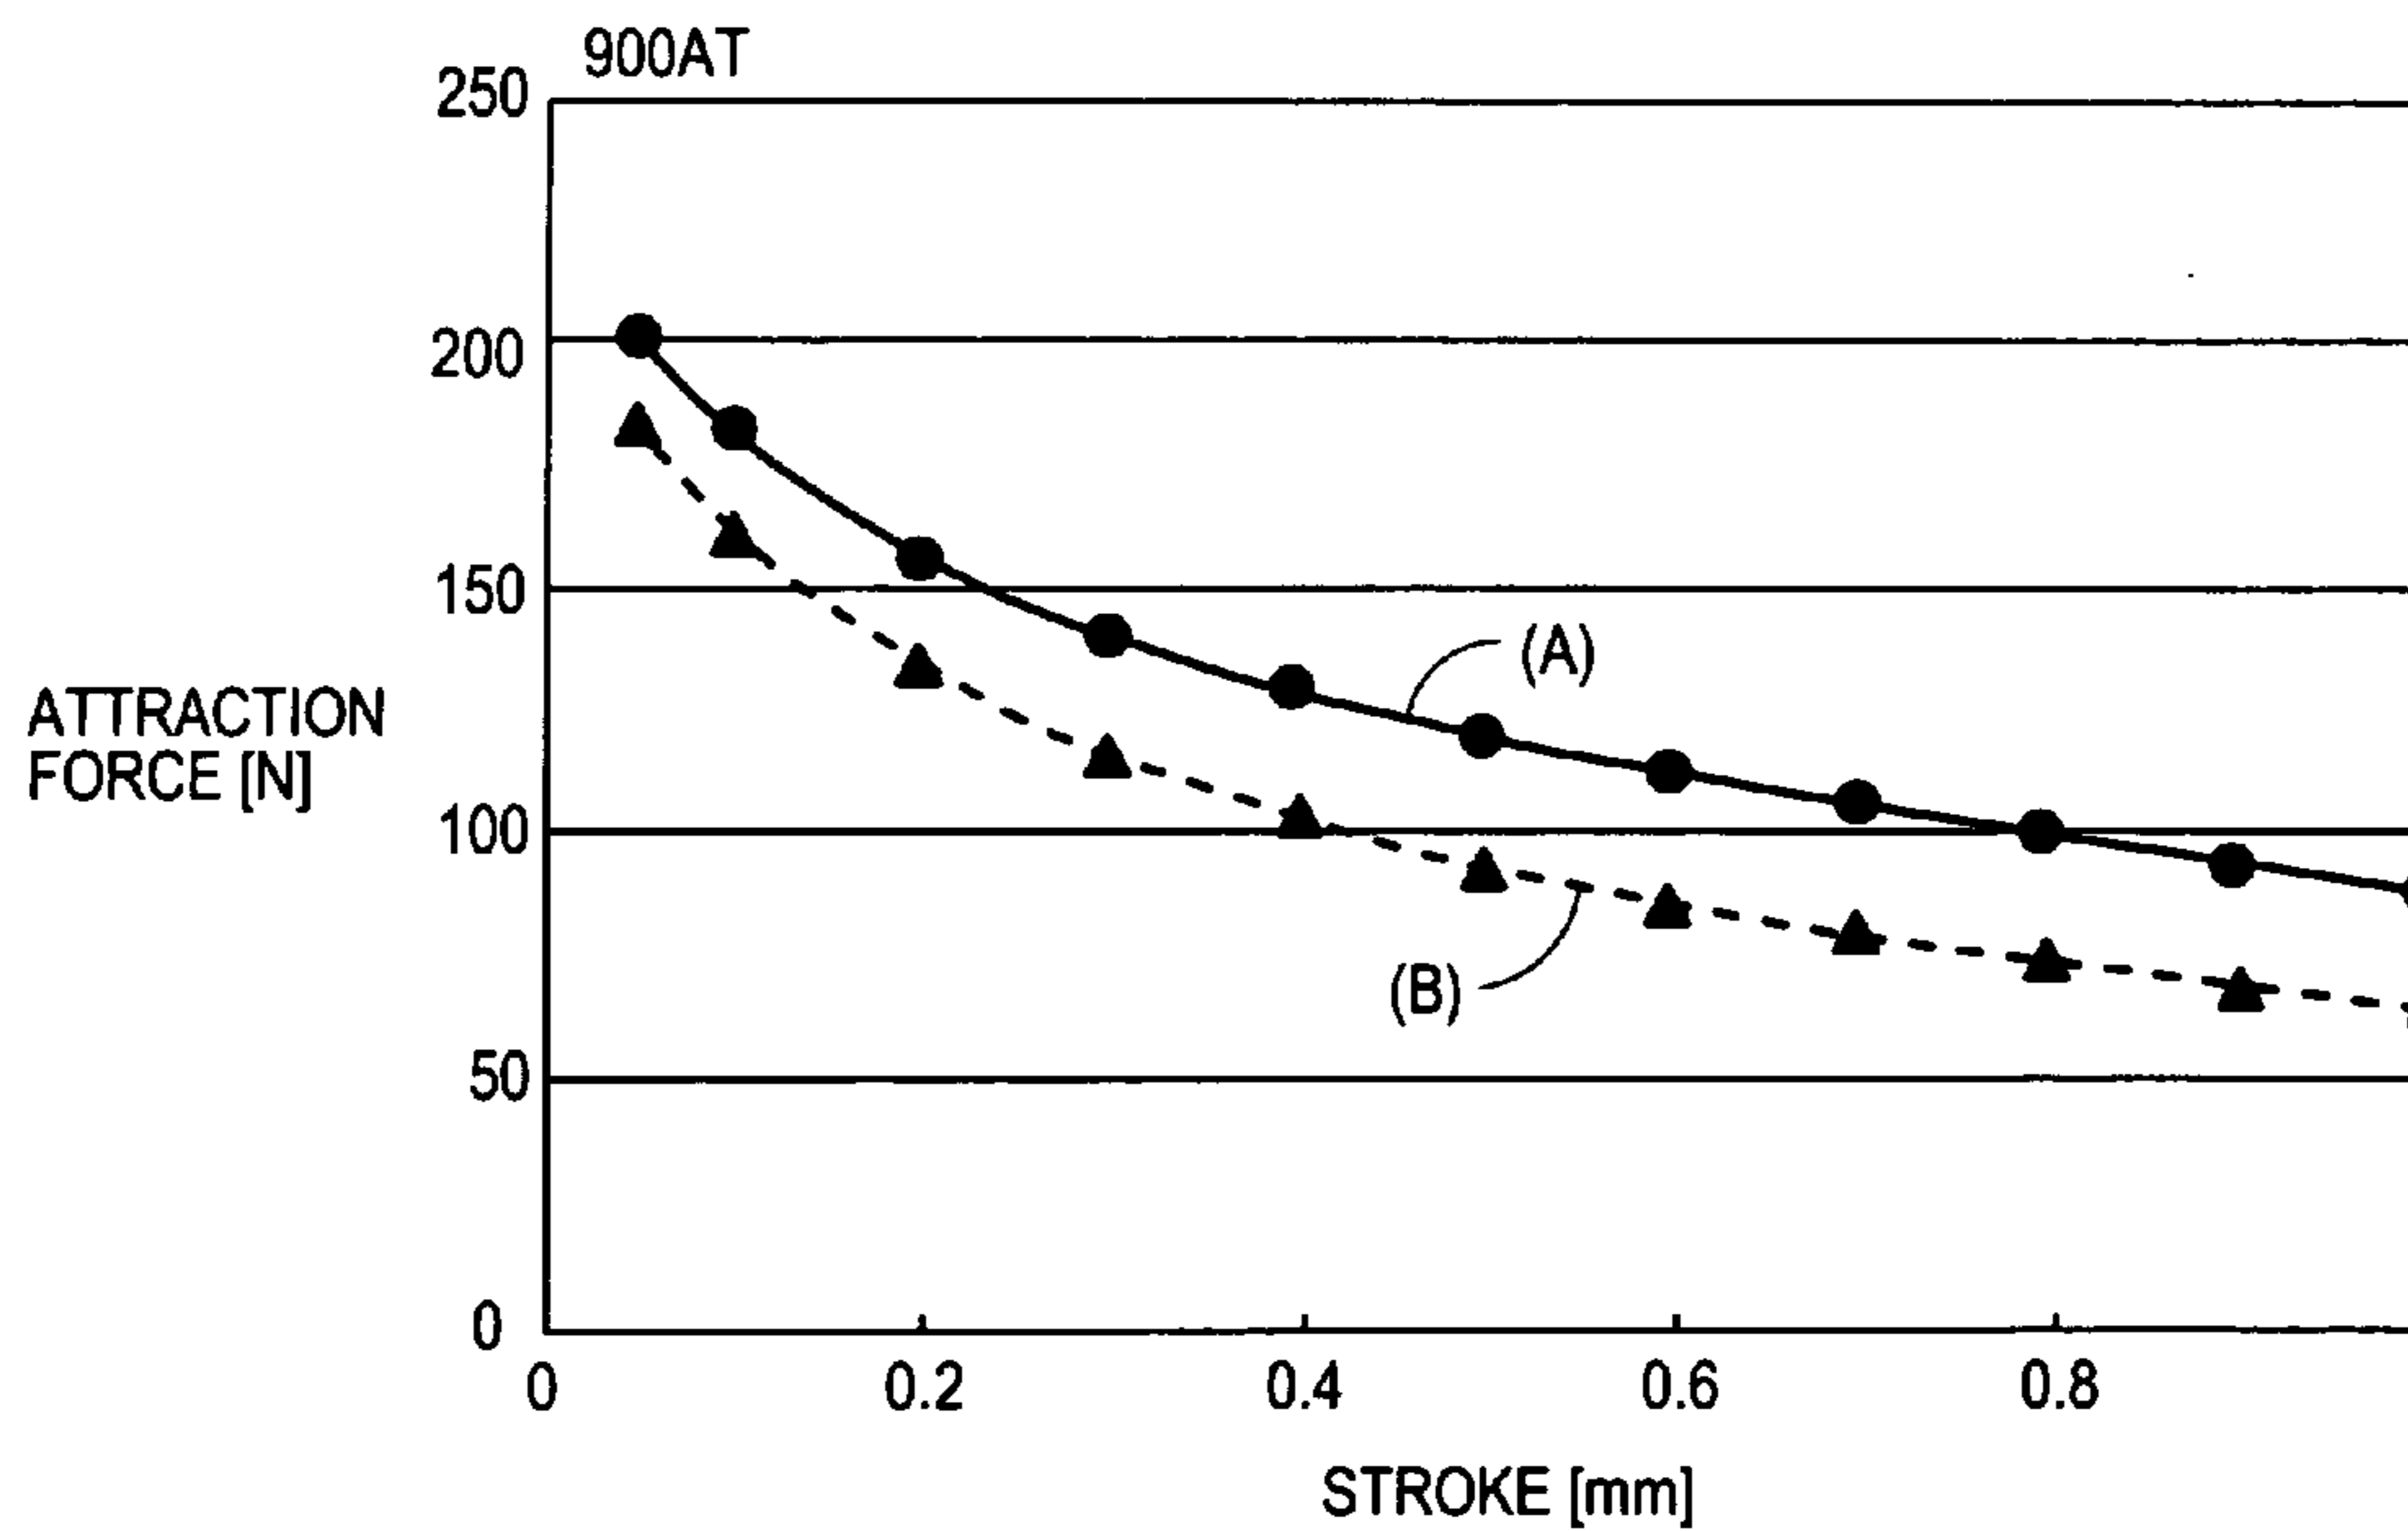 900AT
250
200
150
100
50
0
ATTRACTION
FORCE [N]
(A)
(B)
0 0.2 0.4 0.6 0.8
STROKE [mm]